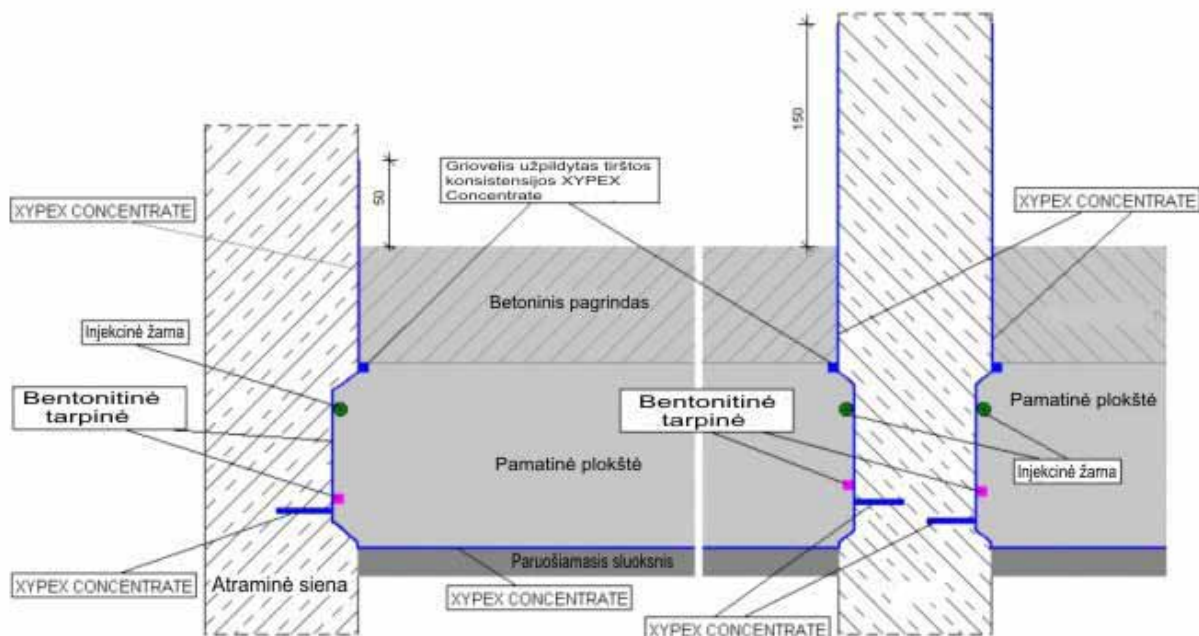 150
50
Griovelis užpildytas tirštos
konsistensijos XYPEX
Concentrate
XYPEX CONCENTRATE
XYPEX CONCENTRATE
Betoninis pagrindas
Injekcinė žarna
Bentonitinė
tarpinė
Bentonitinė
tarpinė
Pamatinė plokštė
Pamatinė plokštė
Injekcinė žarna
Paruošiamasis sluoksnis
XYPEX CONCENTRATE
Atraminė siena
XYPEX CONCENTRATE
XYPEX CONCENTRATE